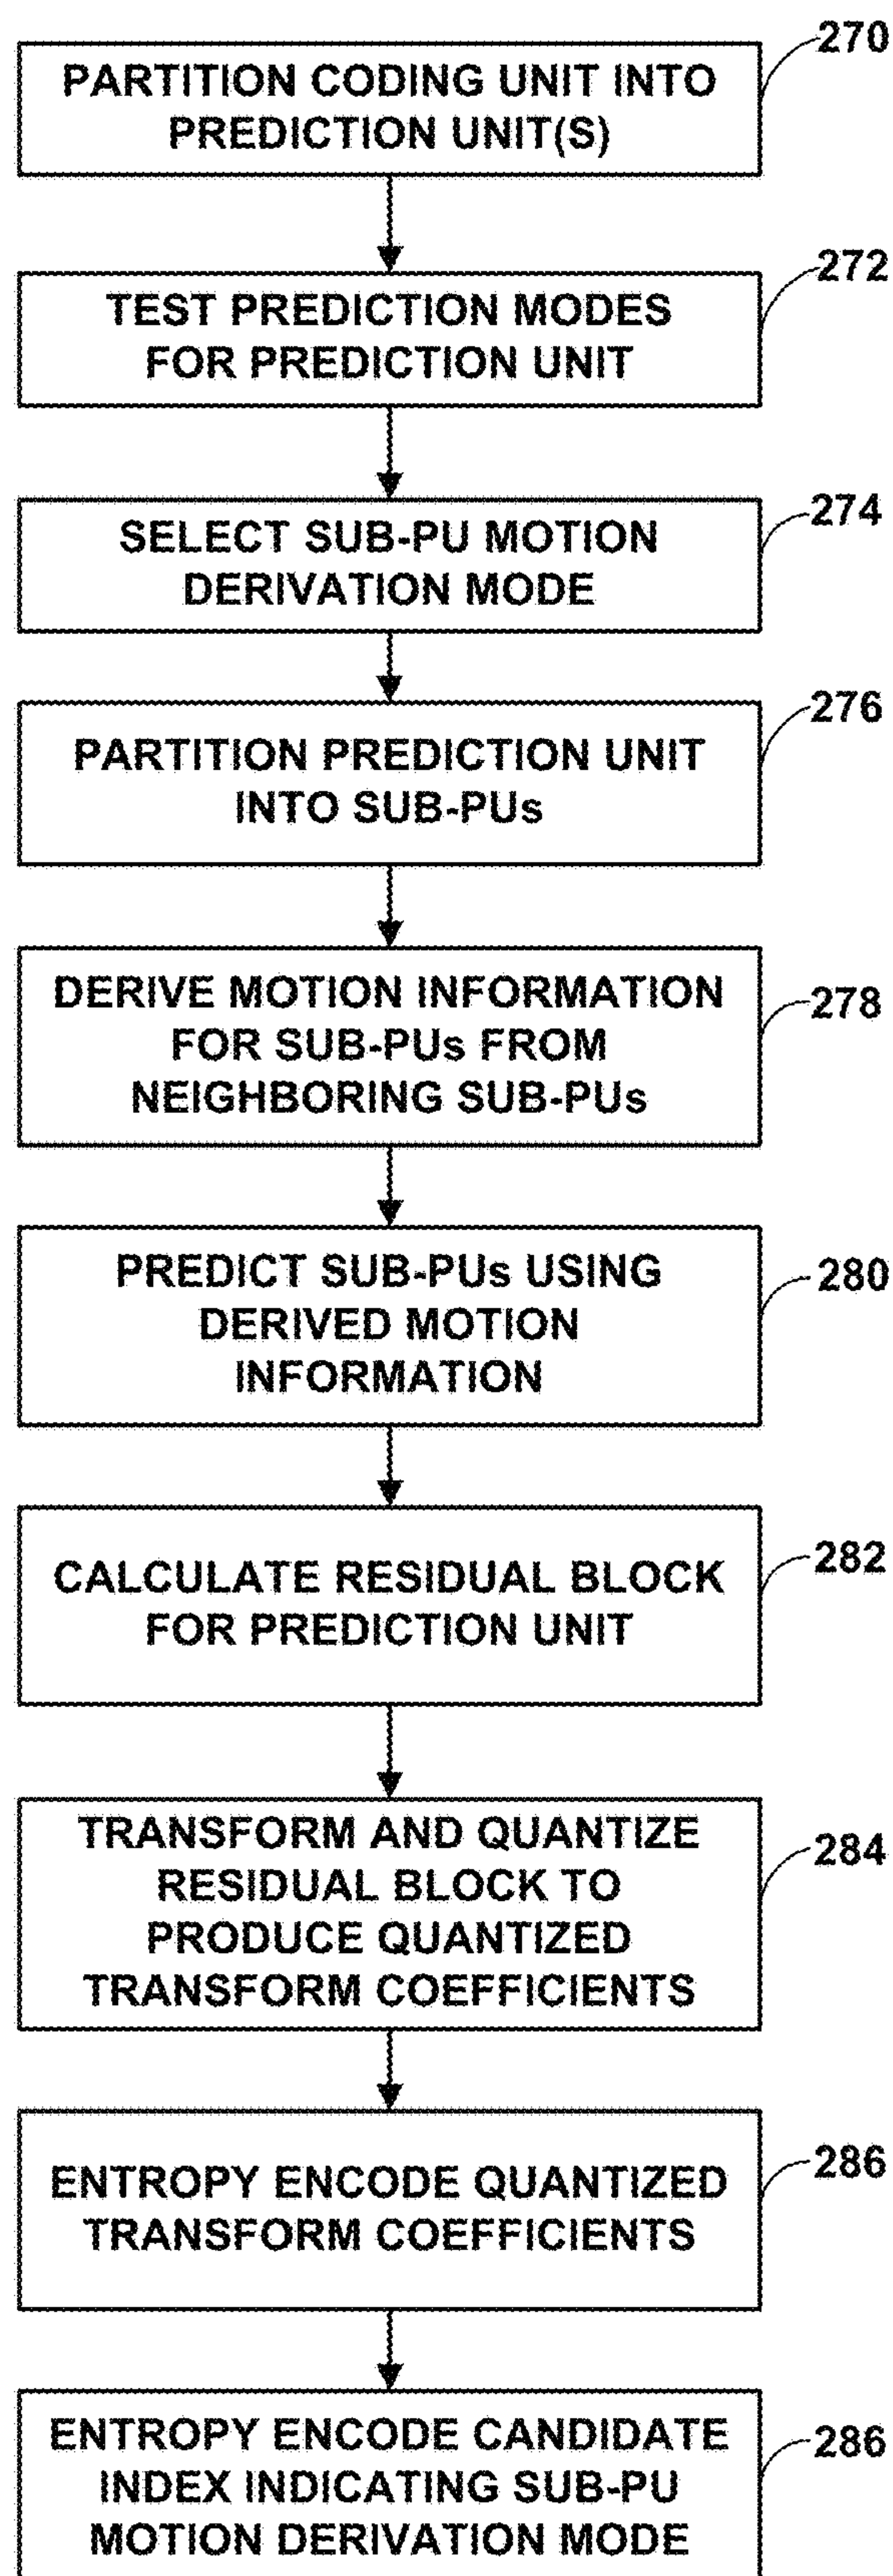 270
PARTITION CODING UNIT INTO
PREDICTION UNIT(S)
272
TEST PREDICTION MODES
FOR PREDICTION UNIT
274
SELECT SUB-PU MOTION
DERIVATION MODE
276
PARTITION PREDICTION UNIT
INTO SUB-PUs
278
DERIVE MOTION INFORMATION
FOR SUB-PUs FROM
NEIGHBORING SUB-PUs
280
PREDICT SUB-PUs USING
DERIVED MOTION
INFORMATION
282
CALCULATE RESIDUAL BLOCK
FOR PREDICTION UNIT
284
TRANSFORM AND QUANTIZE
RESIDUAL BLOCK TO
PRODUCE QUANTIZED
TRANSFORM COEFFICIENTS
286
ENTROPY ENCODE QUANTIZED
TRANSFORM COEFFICIENTS
286
ENTROPY ENCODE CANDIDATE
INDEX INDICATING SUB-PU
MOTION DERIVATION MODE